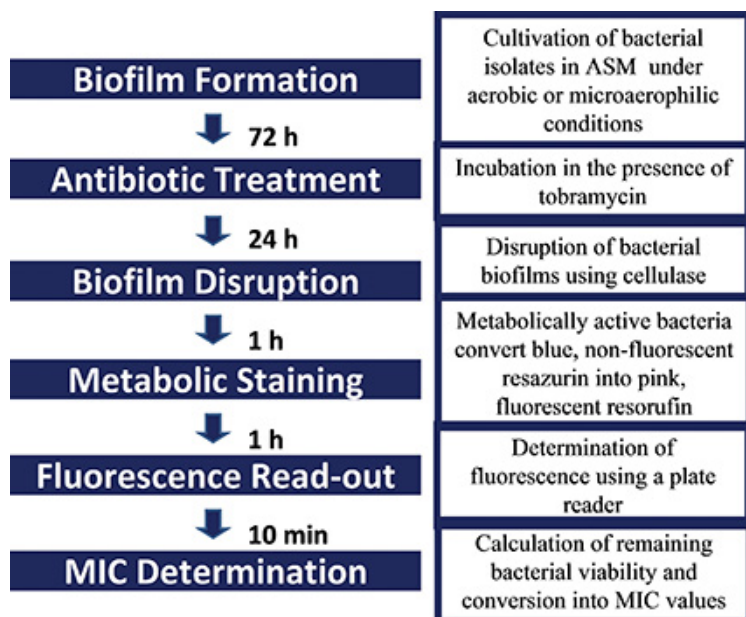 Biofilm Formation
Cultivation of bacterial
isolates in ASM under
aerobic or microaerophilic
conditions
72 h
Antibiotic Treatment
Incubation in the presence of
tobramycin
24 h
Biofilm Disruption
Disruption of bacterial
biofilms using cellulase
1 h
Metabolic Staining
Metabolically active bacteria
convert blue, non-fluorescent
resazurin into pink,
fluorescent resorufin
1 h
Fluorescence Read-out
Determination of
fluorescence using a plate
reader
10 min
MIC Determination
Calculation of remaining
bacterial viability and
conversion into MIC values